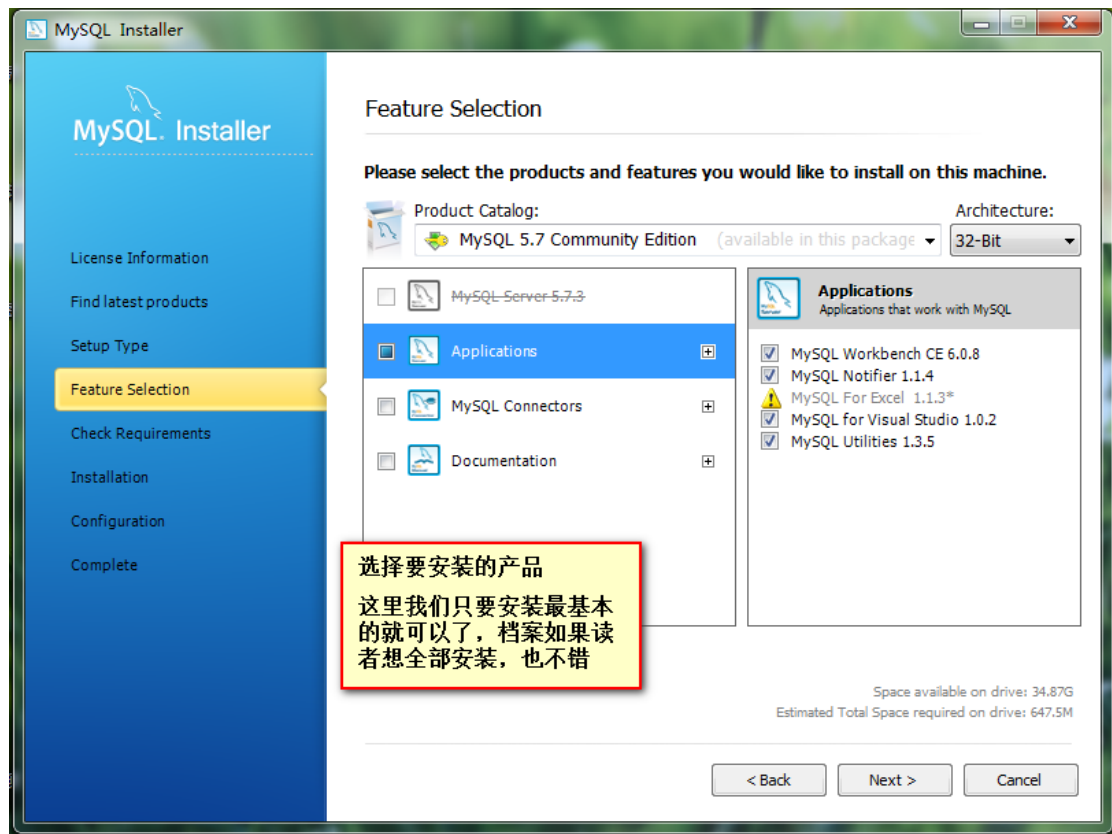 MySQL Installer
MySQL. Installer
License Information
Find latest products
Setup Type
Feature Selection
Check Requirements
Installation
Configuration
Complete
Feature Selection
Please select the products and features you would like to install on this machine.
Product Catalog:
Architecture:
MySQL 5.7 Community Edition (available in this package
32-Bit
MySQL Server 5.7.3
Applications
MySQL Connectors
Documentation
Applications
Applications that work with MySQL
MySQL Workbench CE 6.0.8
MySQL Notifier 1.1.4
MySQL For Excel 1.1.3*
MySQL for Visual Studio 1.0.2
MySQL Utilities 1.3.5
选择要安装的产品
这里我们只要安装最基本
的就可以了，档案如果读
者想全部安装，也不错
Space available on drive: 34.87G
Estimated Total Space required on drive: 647.5M
< Back
Next >
Cancel